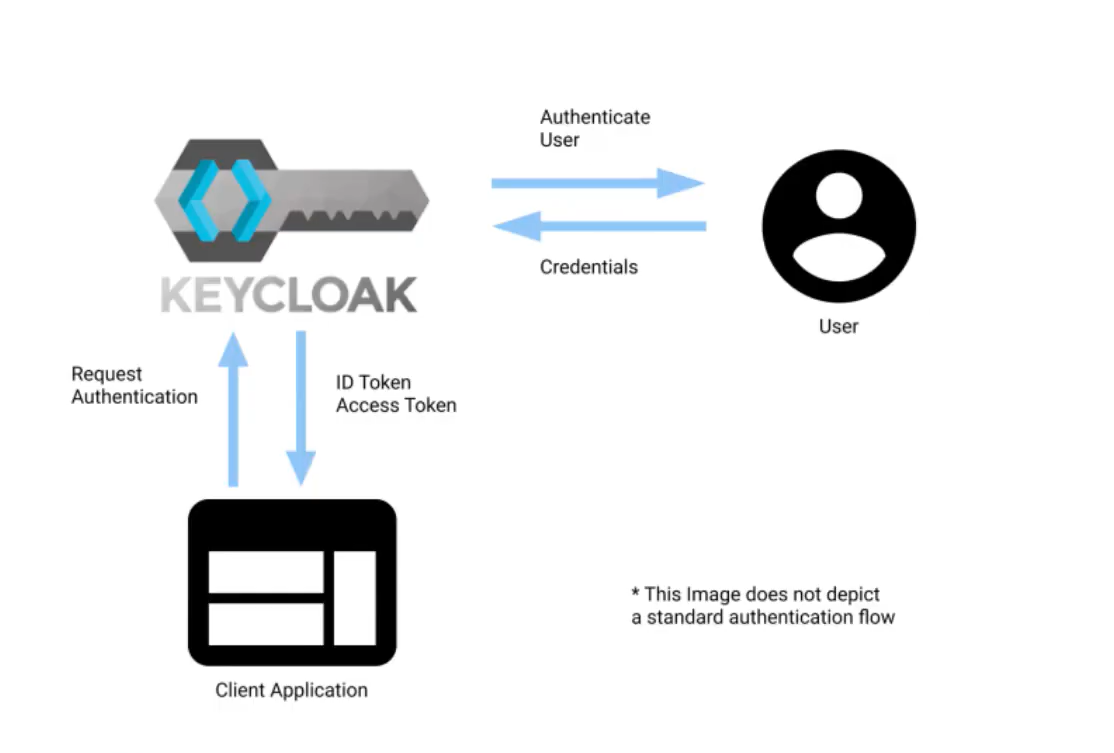 Authenticate
User
KEYCLOAK
Credentials
User
Request
Authentication
ID Token
Access Token
* This Image does not depict
a standard authentication flow
Client Application